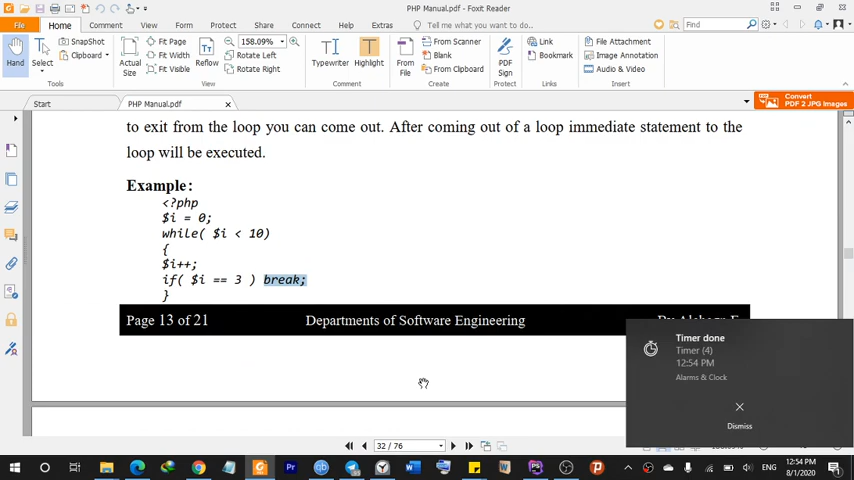 PHP Manual.pdf - Foxit Reader
File Home Comment View Form Protect Share Connect Help Extras Tell me what you want to do... Find
Hand Select SnapShot Clipboard Actual Size Fit Page Fit Width Fit Visible Reflow 158.09% Rotate Left Rotate Right Typewriter Highlight From File From Scanner Blank From Clipboard PDF Sign Link Bookmark File Attachment Image Annotation Audio & Video
Tools View Comment Create Protect Links Insert
Start PHP Manual.pdf Convert PDF 2 JPG Images
to exit from the loop you can come out. After coming out of a loop immediate statement to the
loop will be executed.
Example:
<?php
$i = 0;
while( $i < 10)
{
$i++;
if( $i == 3 ) break;
}
Page 13 of 21 Departments of Software Engineering
Timer done
Timer (4)
12:54 PM
Alarms & Clock
Dismiss
32 / 76
ENG 12:54 PM
8/1/2020